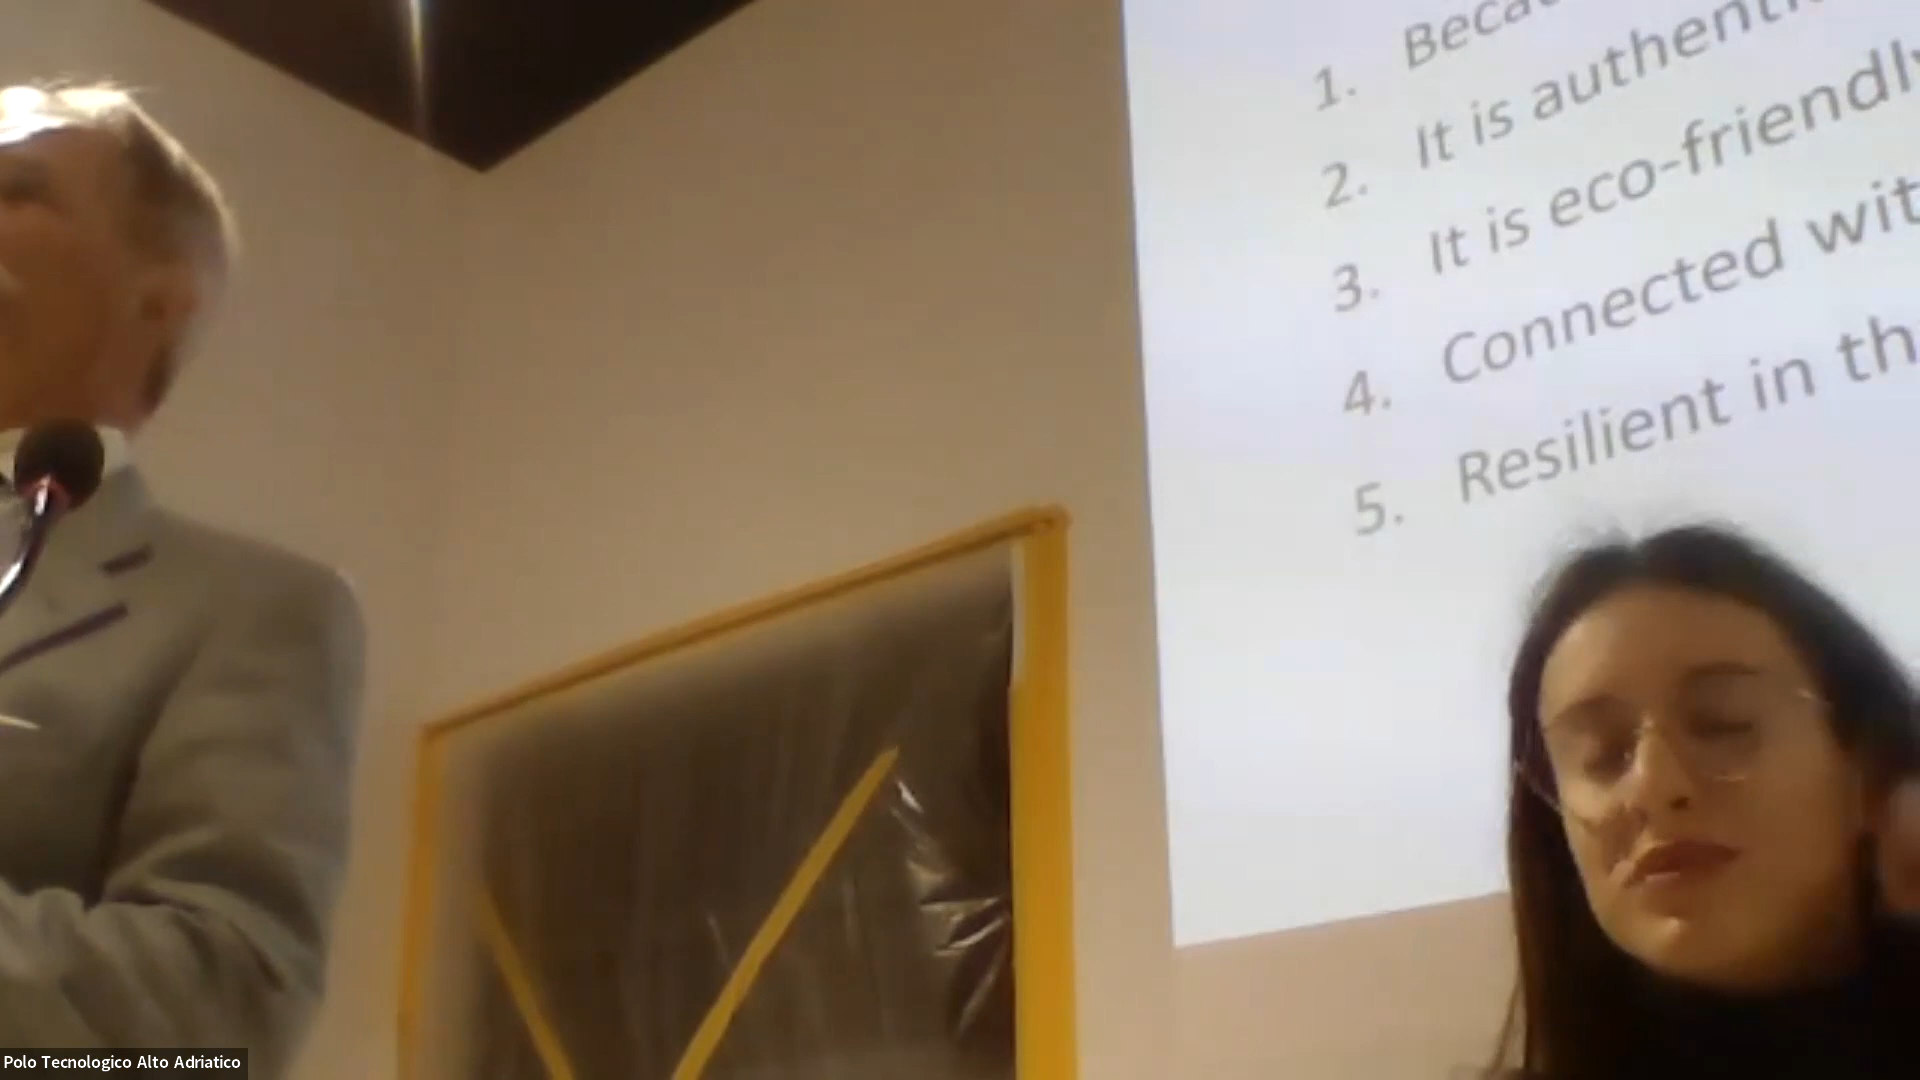 1. Beca
2. It is authenti
3. It is eco-friendly
4. Connected wit
5. Resilient in th
Polo Tecnologico Alto Adriatico